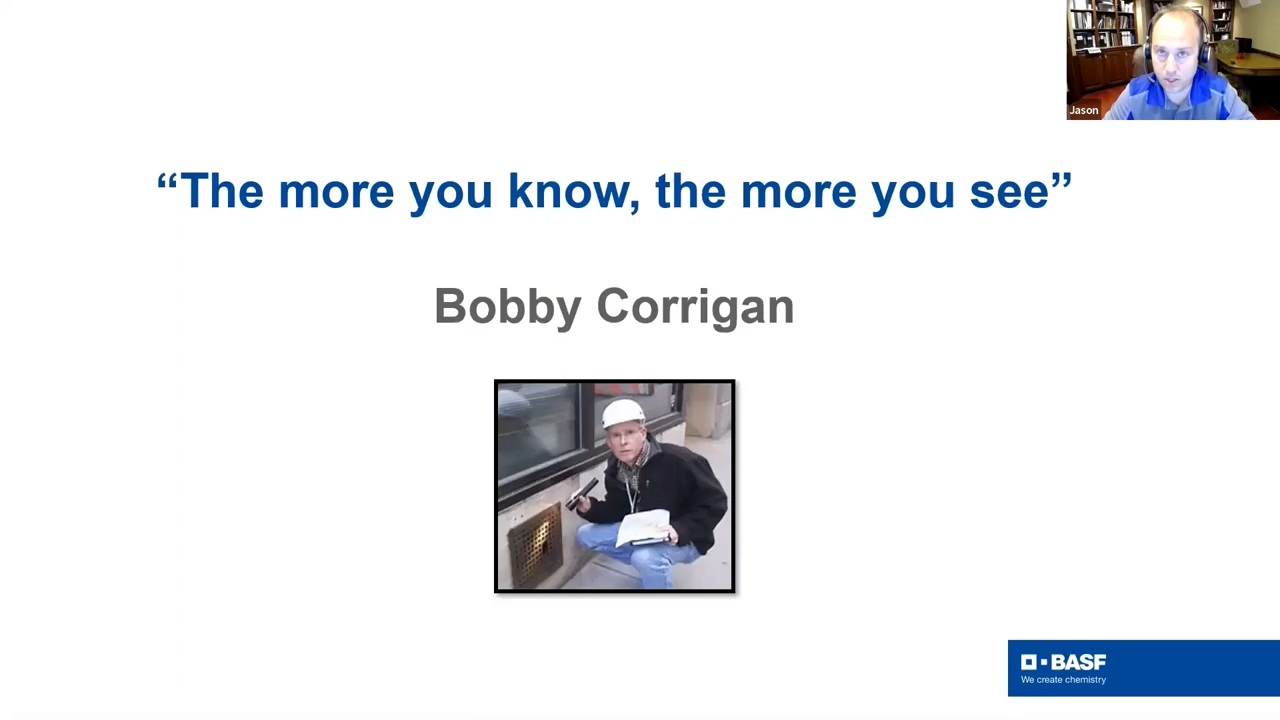 Jason
“The more you know, the more you see”
Bobby Corrigan
BASF
We create chemistry